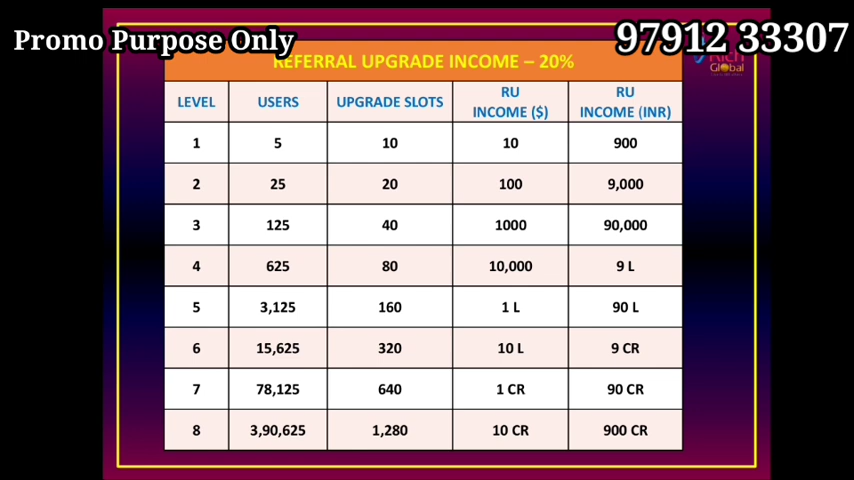 Promo Purpose Only
97912 33307
REFERRAL UPGRADE INCOME – 20%
Rich
Global
LEVEL USERS UPGRADE SLOTS RU INCOME ($) RU INCOME (INR)
1 5 10 10 900
2 25 20 100 9,000
3 125 40 1000 90,000
4 625 80 10,000 9 L
5 3,125 160 1 L 90 L
6 15,625 320 10 L 9 CR
7 78,125 640 1 CR 90 CR
8 3,90,625 1,280 10 CR 900 CR